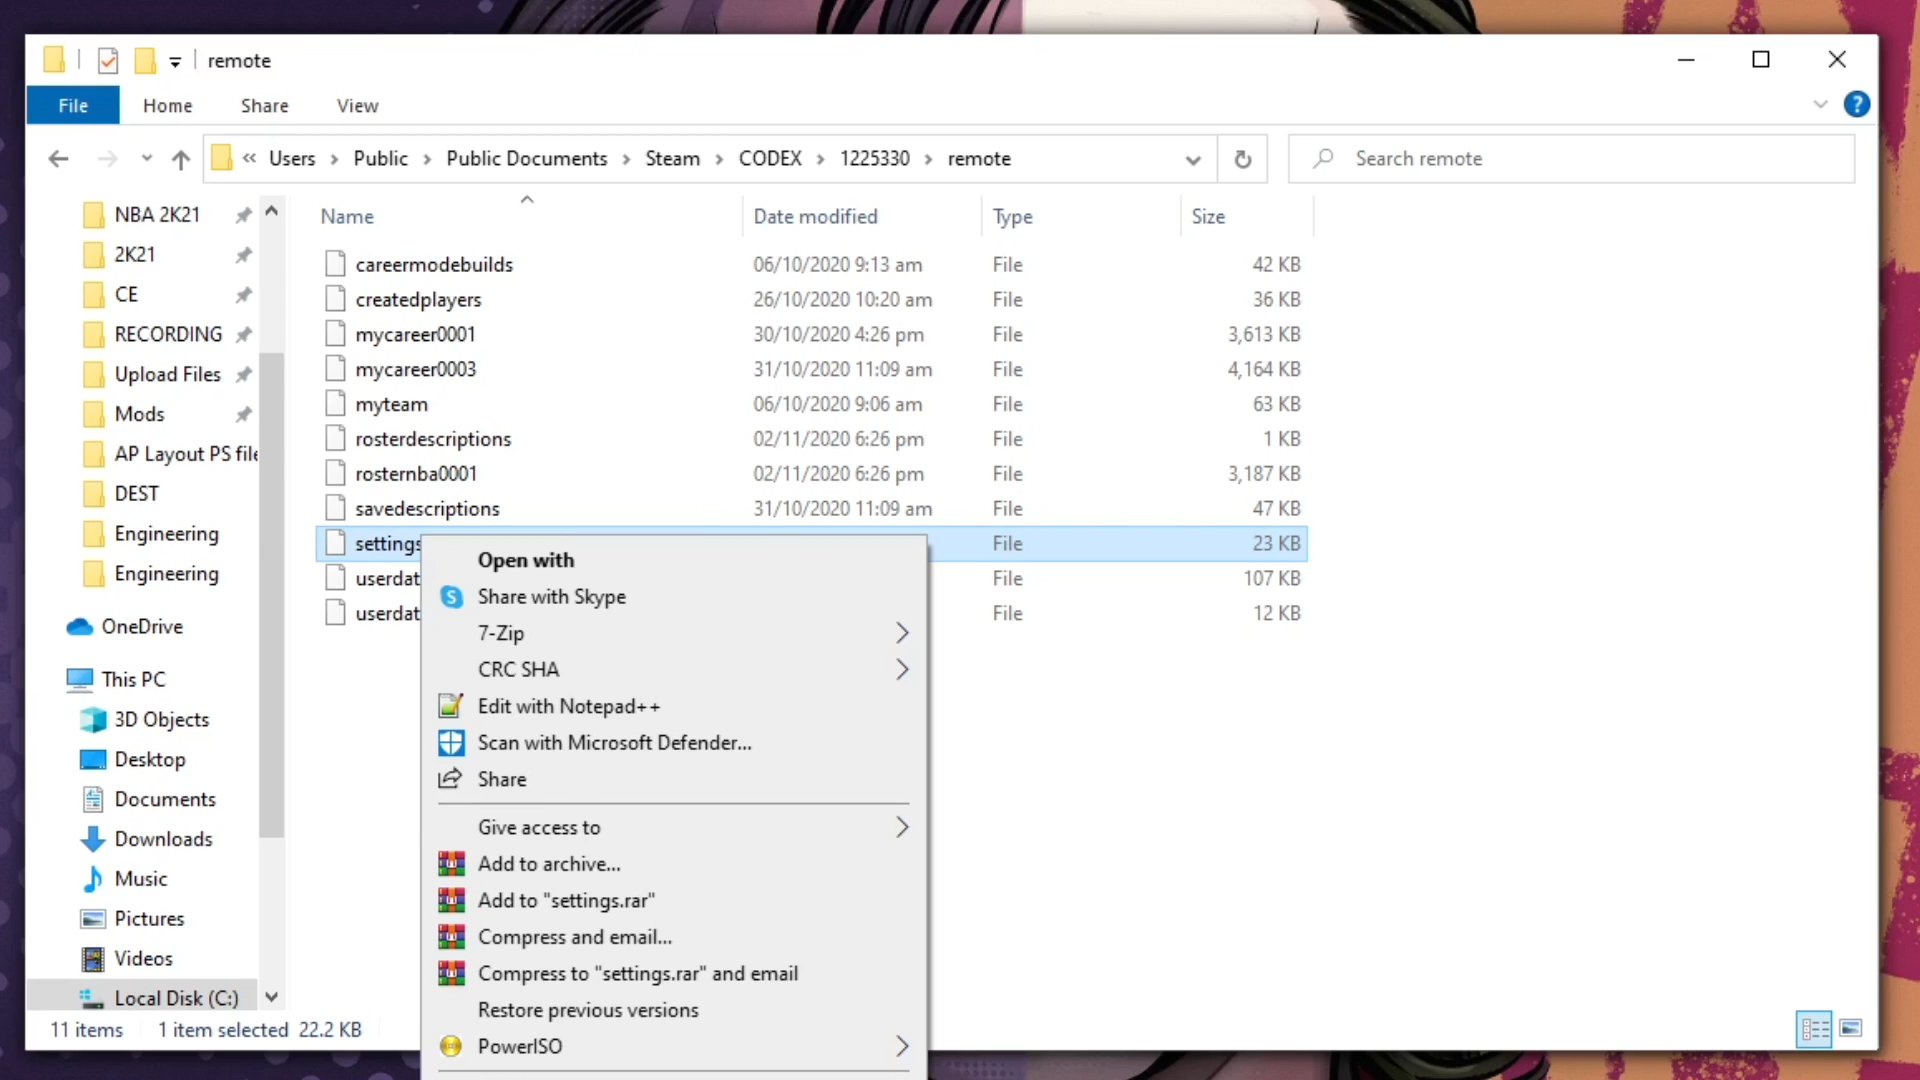 remote
File Home Share View
« Users > Public > Public Documents > Steam > CODEX > 1225330 > remote
Search remote
NBA 2K21
2K21
CE
RECORDING
Upload Files
Mods
AP Layout PS file
DEST
Engineering
Engineering
OneDrive
This PC
3D Objects
Desktop
Documents
Downloads
Music
Pictures
Videos
Local Disk (C:)
Name Date modified Type Size
careermodebuilds 06/10/2020 9:13 am File 42 KB
createdplayers 26/10/2020 10:20 am File 36 KB
mycareer0001 30/10/2020 4:26 pm File 3,613 KB
mycareer0003 31/10/2020 11:09 am File 4,164 KB
myteam 06/10/2020 9:06 am File 63 KB
rosterdescriptions 02/11/2020 6:26 pm File 1 KB
rosternba0001 02/11/2020 6:26 pm File 3,187 KB
savedescriptions 31/10/2020 11:09 am File 47 KB
settings File 23 KB
userdat File 107 KB
userdat File 12 KB
Open with
Share with Skype
7-Zip
CRC SHA
Edit with Notepad++
Scan with Microsoft Defender...
Share
Give access to
Add to archive...
Add to "settings.rar"
Compress and email...
Compress to "settings.rar" and email
Restore previous versions
PowerISO
11 items 1 item selected 22.2 KB